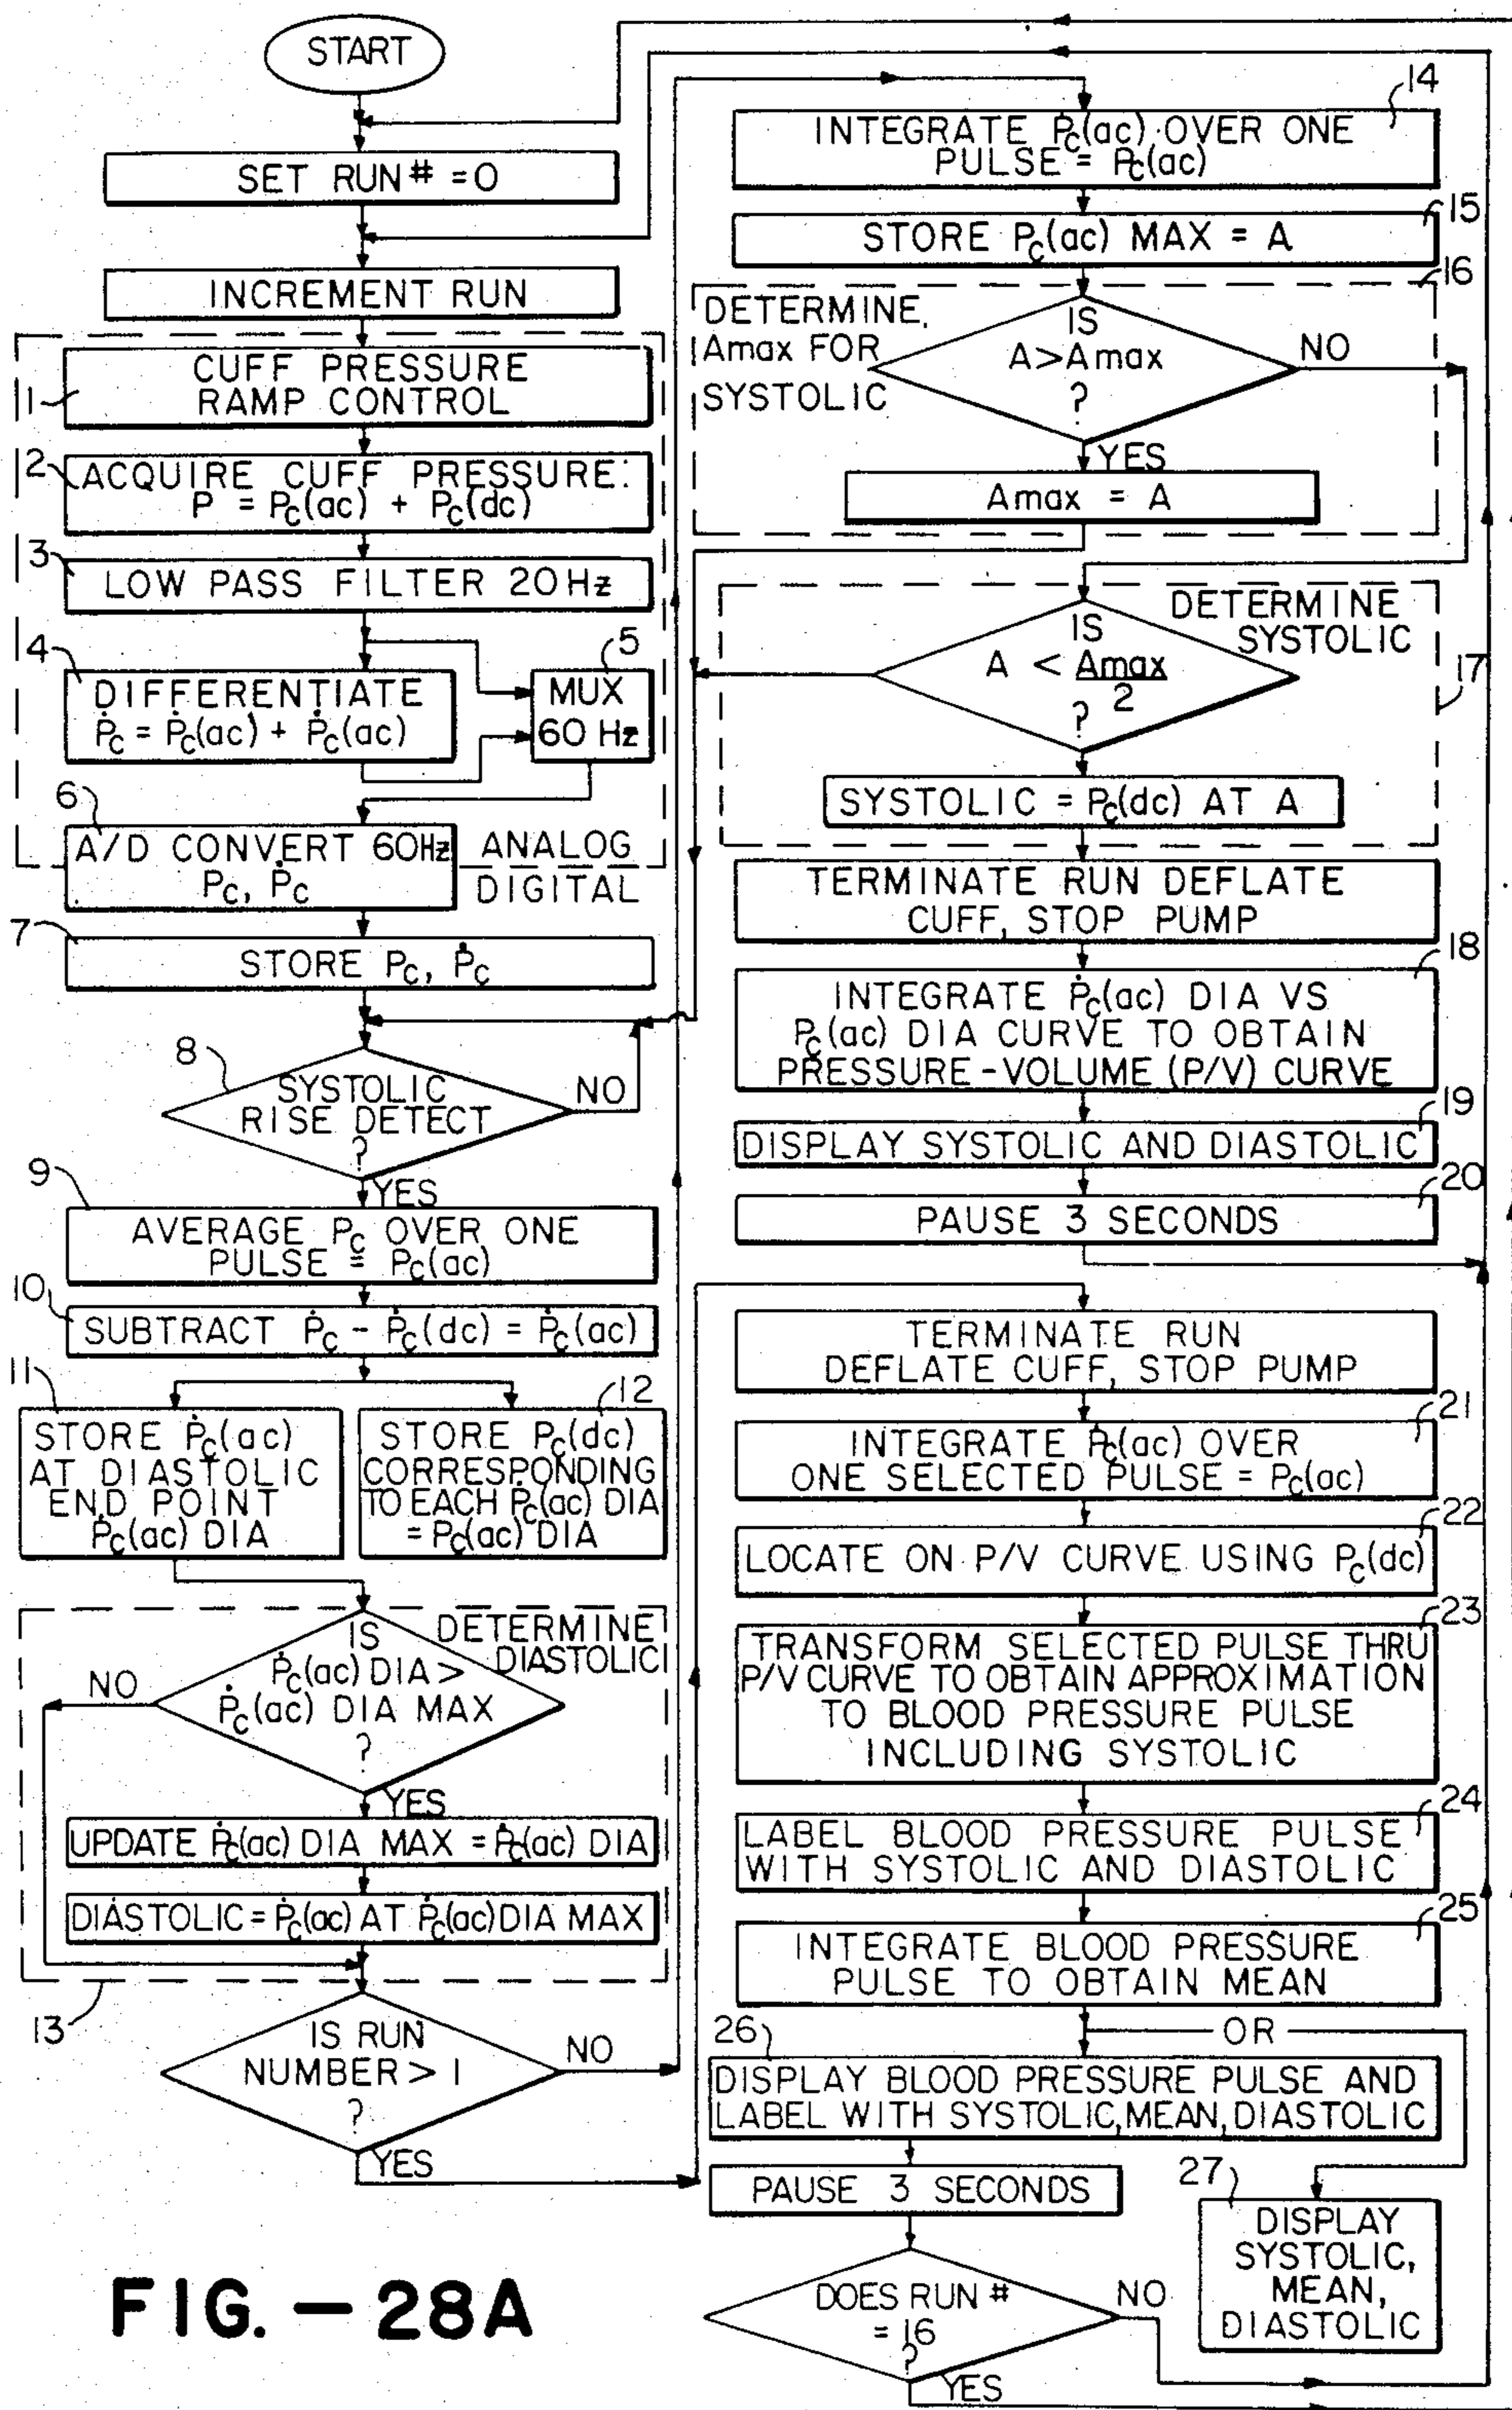 START
SET RUN # = 0
INCREMENT RUN
1
CUFF PRESSURE
RAMP CONTROL
2
ACQUIRE CUFF PRESSURE:
P = Pc(ac) + Pc(dc)
3
LOW PASS FILTER 20 Hz
4
DIFFERENTIATE
Ṗc = Ṗc(ac) + Ṗc(ac)
5
MUX
60 Hz
6
A/D CONVERT 60Hz
Pc, Ṗc
ANALOG
DIGITAL
7
STORE Pc, Ṗc
8
SYSTOLIC
RISE DETECT
?
NO
YES
9
AVERAGE Pc OVER ONE
PULSE = Pc(ac)
10
SUBTRACT Ṗc - Ṗc(dc) = Ṗc(ac)
11
STORE Ṗc(ac)
AT DIASTOLIC
END POINT
Ṗc(ac) DIA
12
STORE Pc(dc)
CORRESPONDING
TO EACH Ṗc(ac) DIA
= Pc(ac) DIA
DETERMINE
DIASTOLIC
IS
Ṗc(ac) DIA >
Ṗc(ac) DIA MAX
?
NO
YES
UPDATE Ṗc(ac) DIA MAX = Ṗc(ac) DIA
DIASTOLIC = Ṗc(ac) AT Ṗc(ac) DIA MAX
13
IS RUN
NUMBER > 1
?
NO
YES
14
INTEGRATE Ṗc(ac) OVER ONE
PULSE = Pc(ac)
15
STORE Pc(ac) MAX = A
16
DETERMINE
Amax FOR
SYSTOLIC
IS
A > Amax
?
NO
YES
Amax = A
17
DETERMINE
SYSTOLIC
IS
A < Amax
2
?
SYSTOLIC = Pc(dc) AT A
TERMINATE RUN DEFLATE
CUFF, STOP PUMP
18
INTEGRATE Ṗc(ac) DIA VS
Pc(ac) DIA CURVE TO OBTAIN
PRESSURE-VOLUME (P/V) CURVE
19
DISPLAY SYSTOLIC AND DIASTOLIC
20
PAUSE 3 SECONDS
TERMINATE RUN
DEFLATE CUFF, STOP PUMP
21
INTEGRATE Ṗc(ac) OVER
ONE SELECTED PULSE = Pc(ac)
22
LOCATE ON P/V CURVE USING Pc(dc)
23
TRANSFORM SELECTED PULSE THRU
P/V CURVE TO OBTAIN APPROXIMATION
TO BLOOD PRESSURE PULSE
INCLUDING SYSTOLIC
24
LABEL BLOOD PRESSURE PULSE
WITH SYSTOLIC AND DIASTOLIC
25
INTEGRATE BLOOD PRESSURE
PULSE TO OBTAIN MEAN
OR
26
DISPLAY BLOOD PRESSURE PULSE AND
LABEL WITH SYSTOLIC, MEAN, DIASTOLIC
PAUSE 3 SECONDS
27
DISPLAY
SYSTOLIC,
MEAN,
DIASTOLIC
DOES RUN #
= 16
?
NO
YES
FIG. - 28A